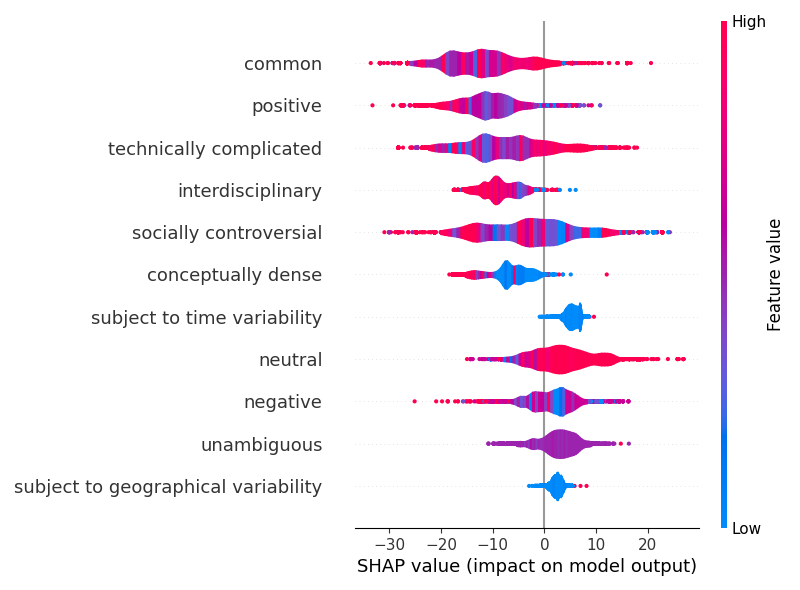 High
common
positive
technically complicated
interdisciplinary
socially controversial
conceptually dense
subject to time variability
neutral
negative
unambiguous
subject to geographical variability
Feature value
Low
−30 −20 −10 0 10 20
SHAP value (impact on model output)